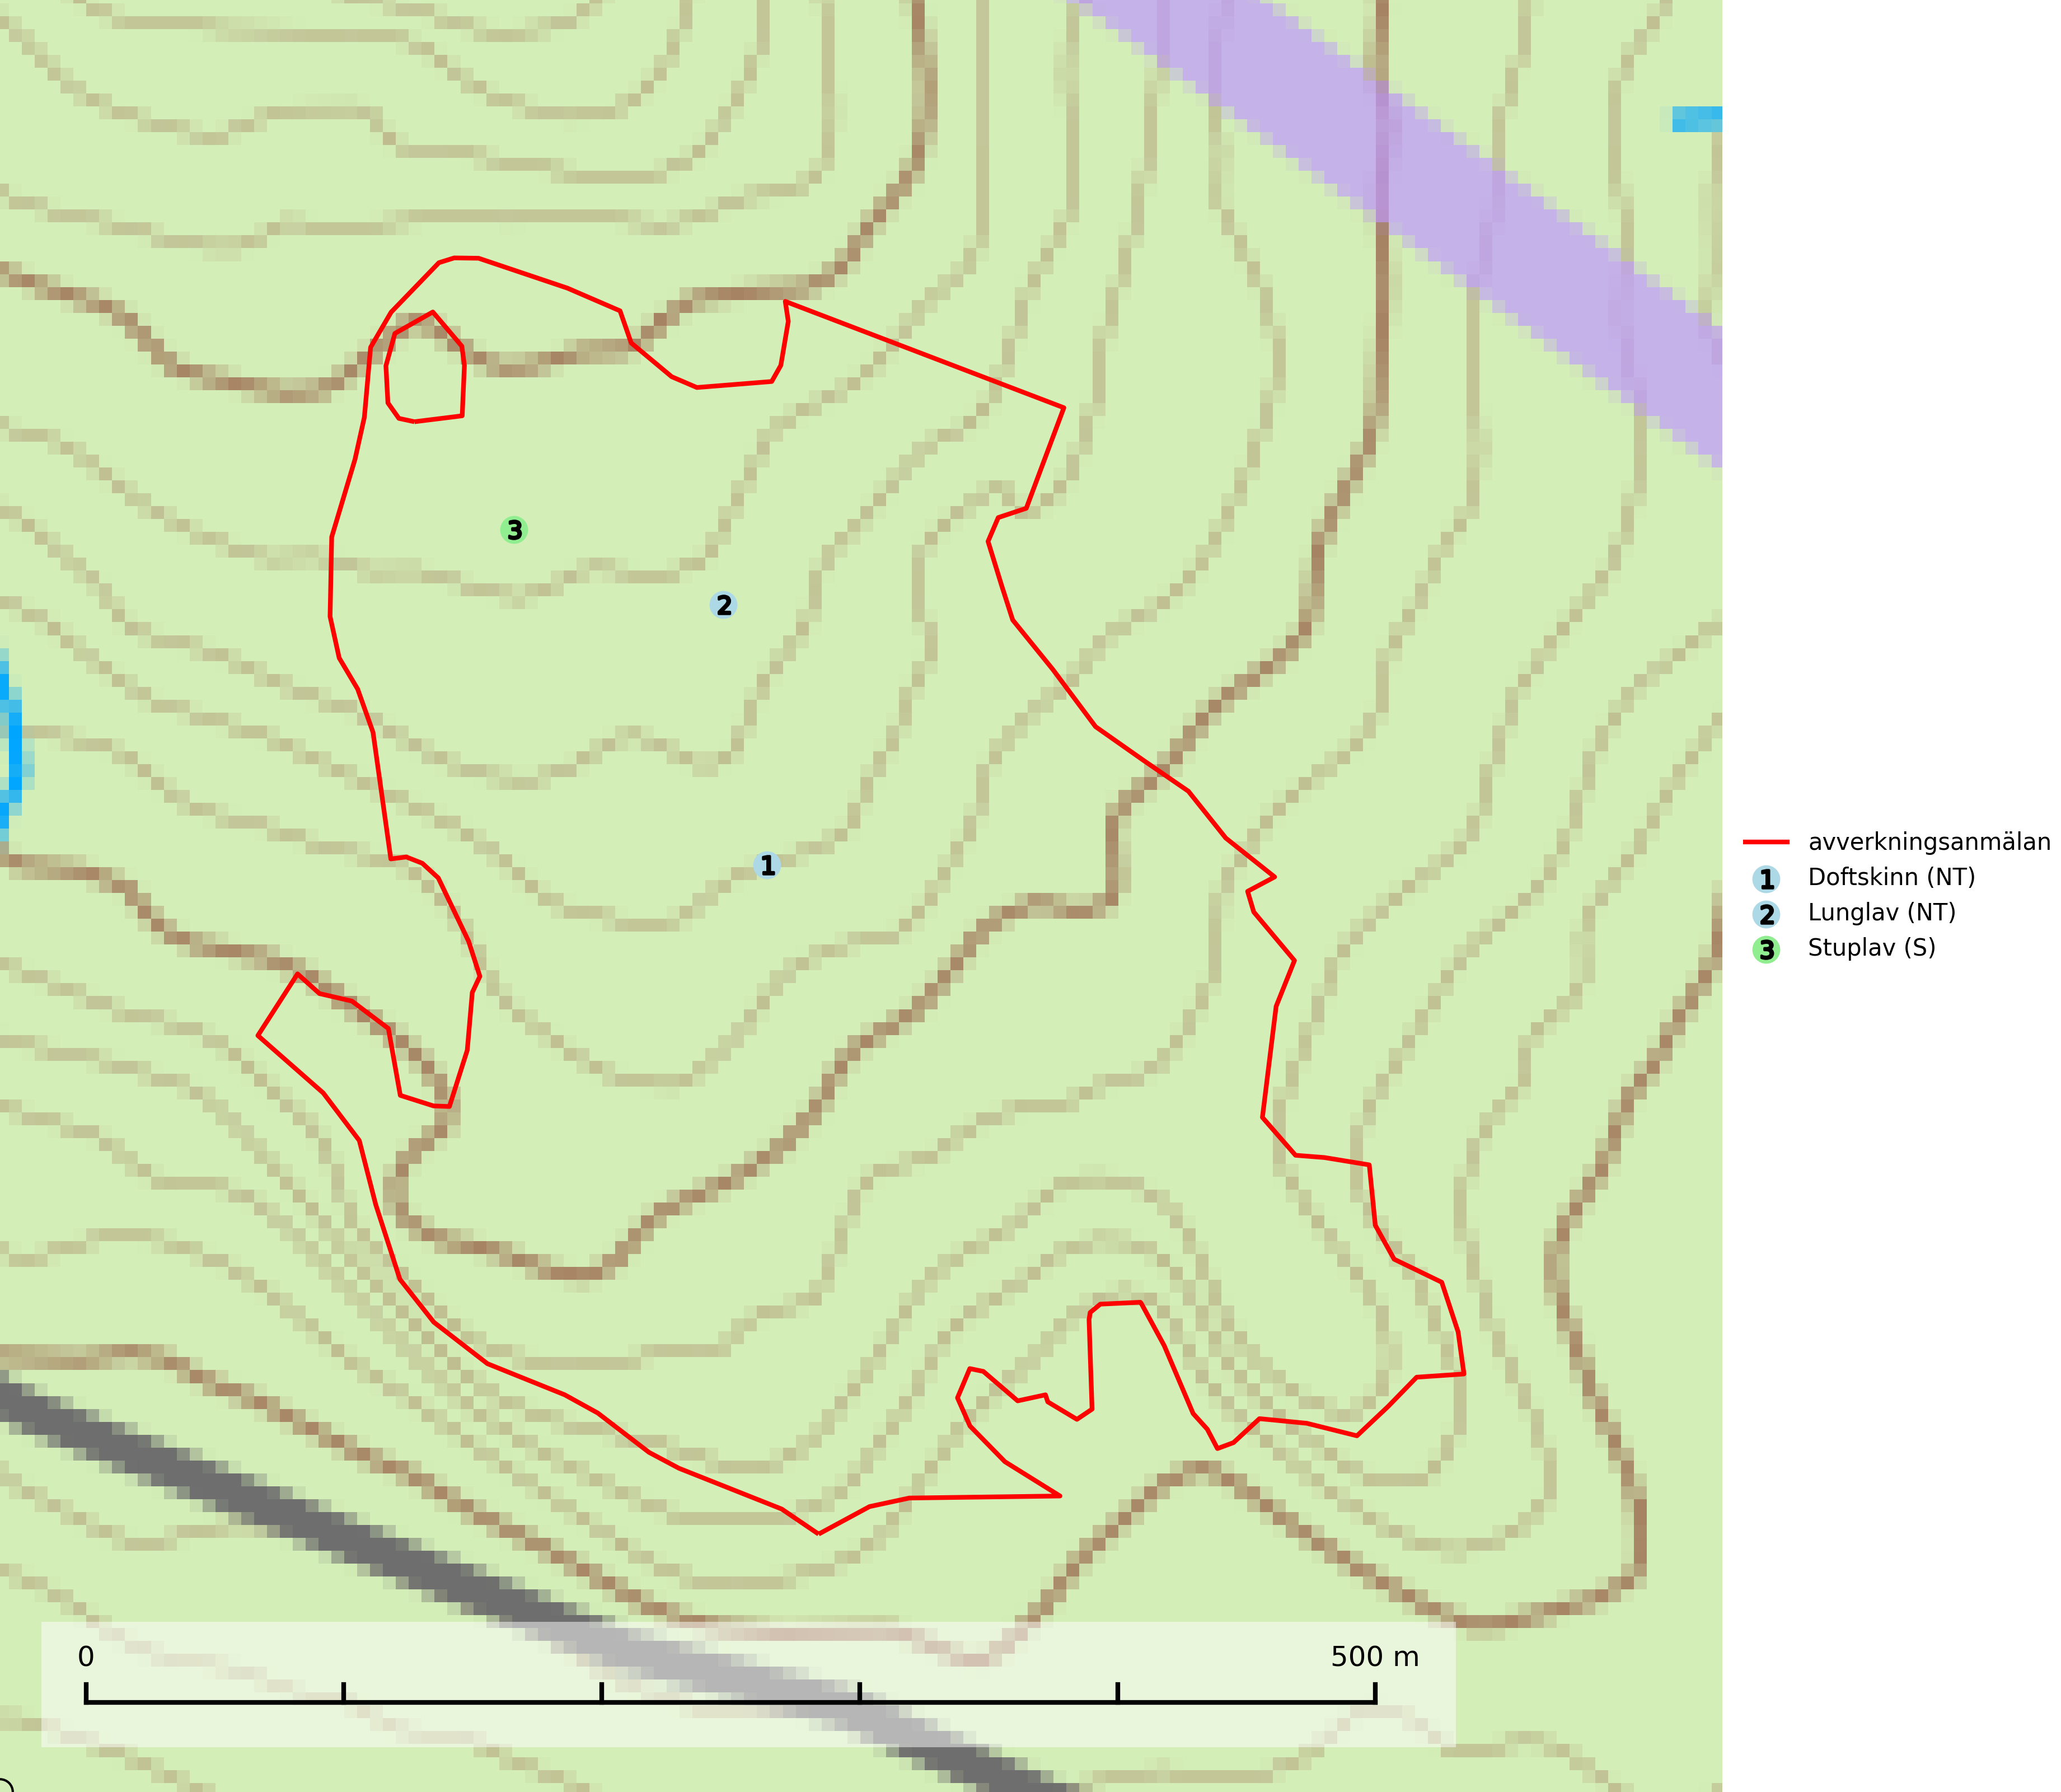 3
2
1
avverkningsanmälan
1 Doftskinn (NT)
2 Lunglav (NT)
3 Stuplav (S)
0 500 m